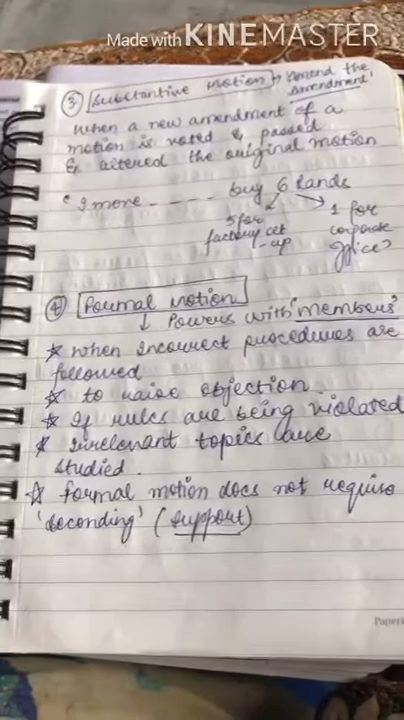 Made with KINEMASTER
③ Substantive Motion → 'amend the
amendment'
When a new amendment of a
motion is voted & passed
& altered the original motion
"I move - - - - - buy 6 lands
5 for
factory set
-up
1 for
corporate
office"
④ Formal Motion
↓ Powers with "members"
☆ When incorrect procedures are
followed
☆ to raise objection.
☆ If rules are being violated
☆ irrelevant topics are
studied.
☆ formal motion does not require
'seconding' (support)